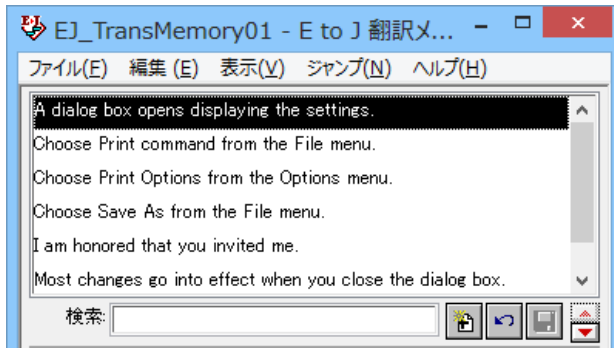 EJ_TransMemory01 - E to J 翻訳メ...
ファイル(F) 編集 (E) 表示(V) ジャンプ(N) ヘルプ(H)
A dialog box opens displaying the settings.
Choose Print command from the File menu.
Choose Print Options from the Options menu.
Choose Save As from the File menu.
I am honored that you invited me.
Most changes go into effect when you close the dialog box.
検索: